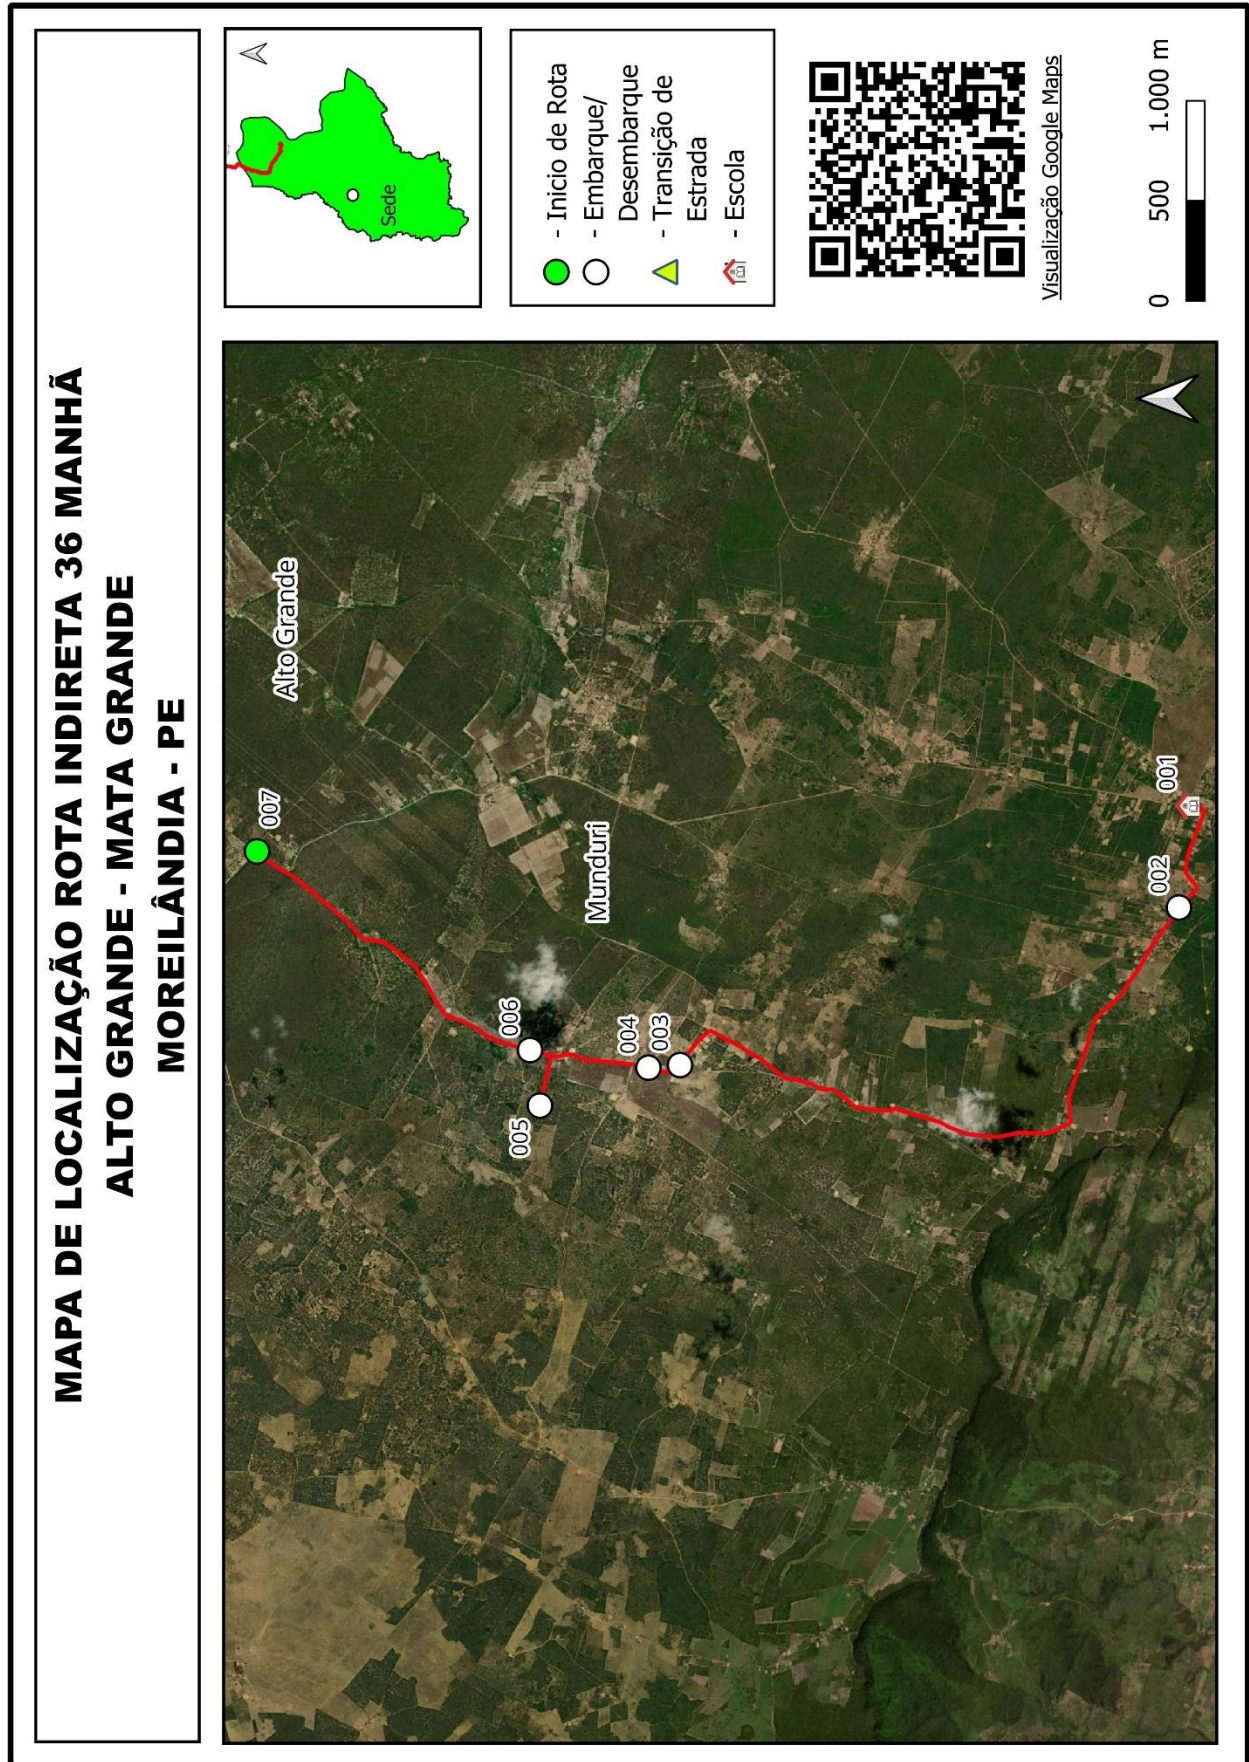 MAPA DE LOCALIZAÇÃO ROTA INDIRETA 36 MANHÃ
ALTO GRANDE - MATA GRANDE
MOREILÂNDIA - PE
Alto Grande
007
Munduri
006
005
004
003
002
001
Sede
- Inicio de Rota
- Embarque/
Desembarque
- Transição de
Estrada
- Escola
Visualização Google Maps
0 500 1.000 m